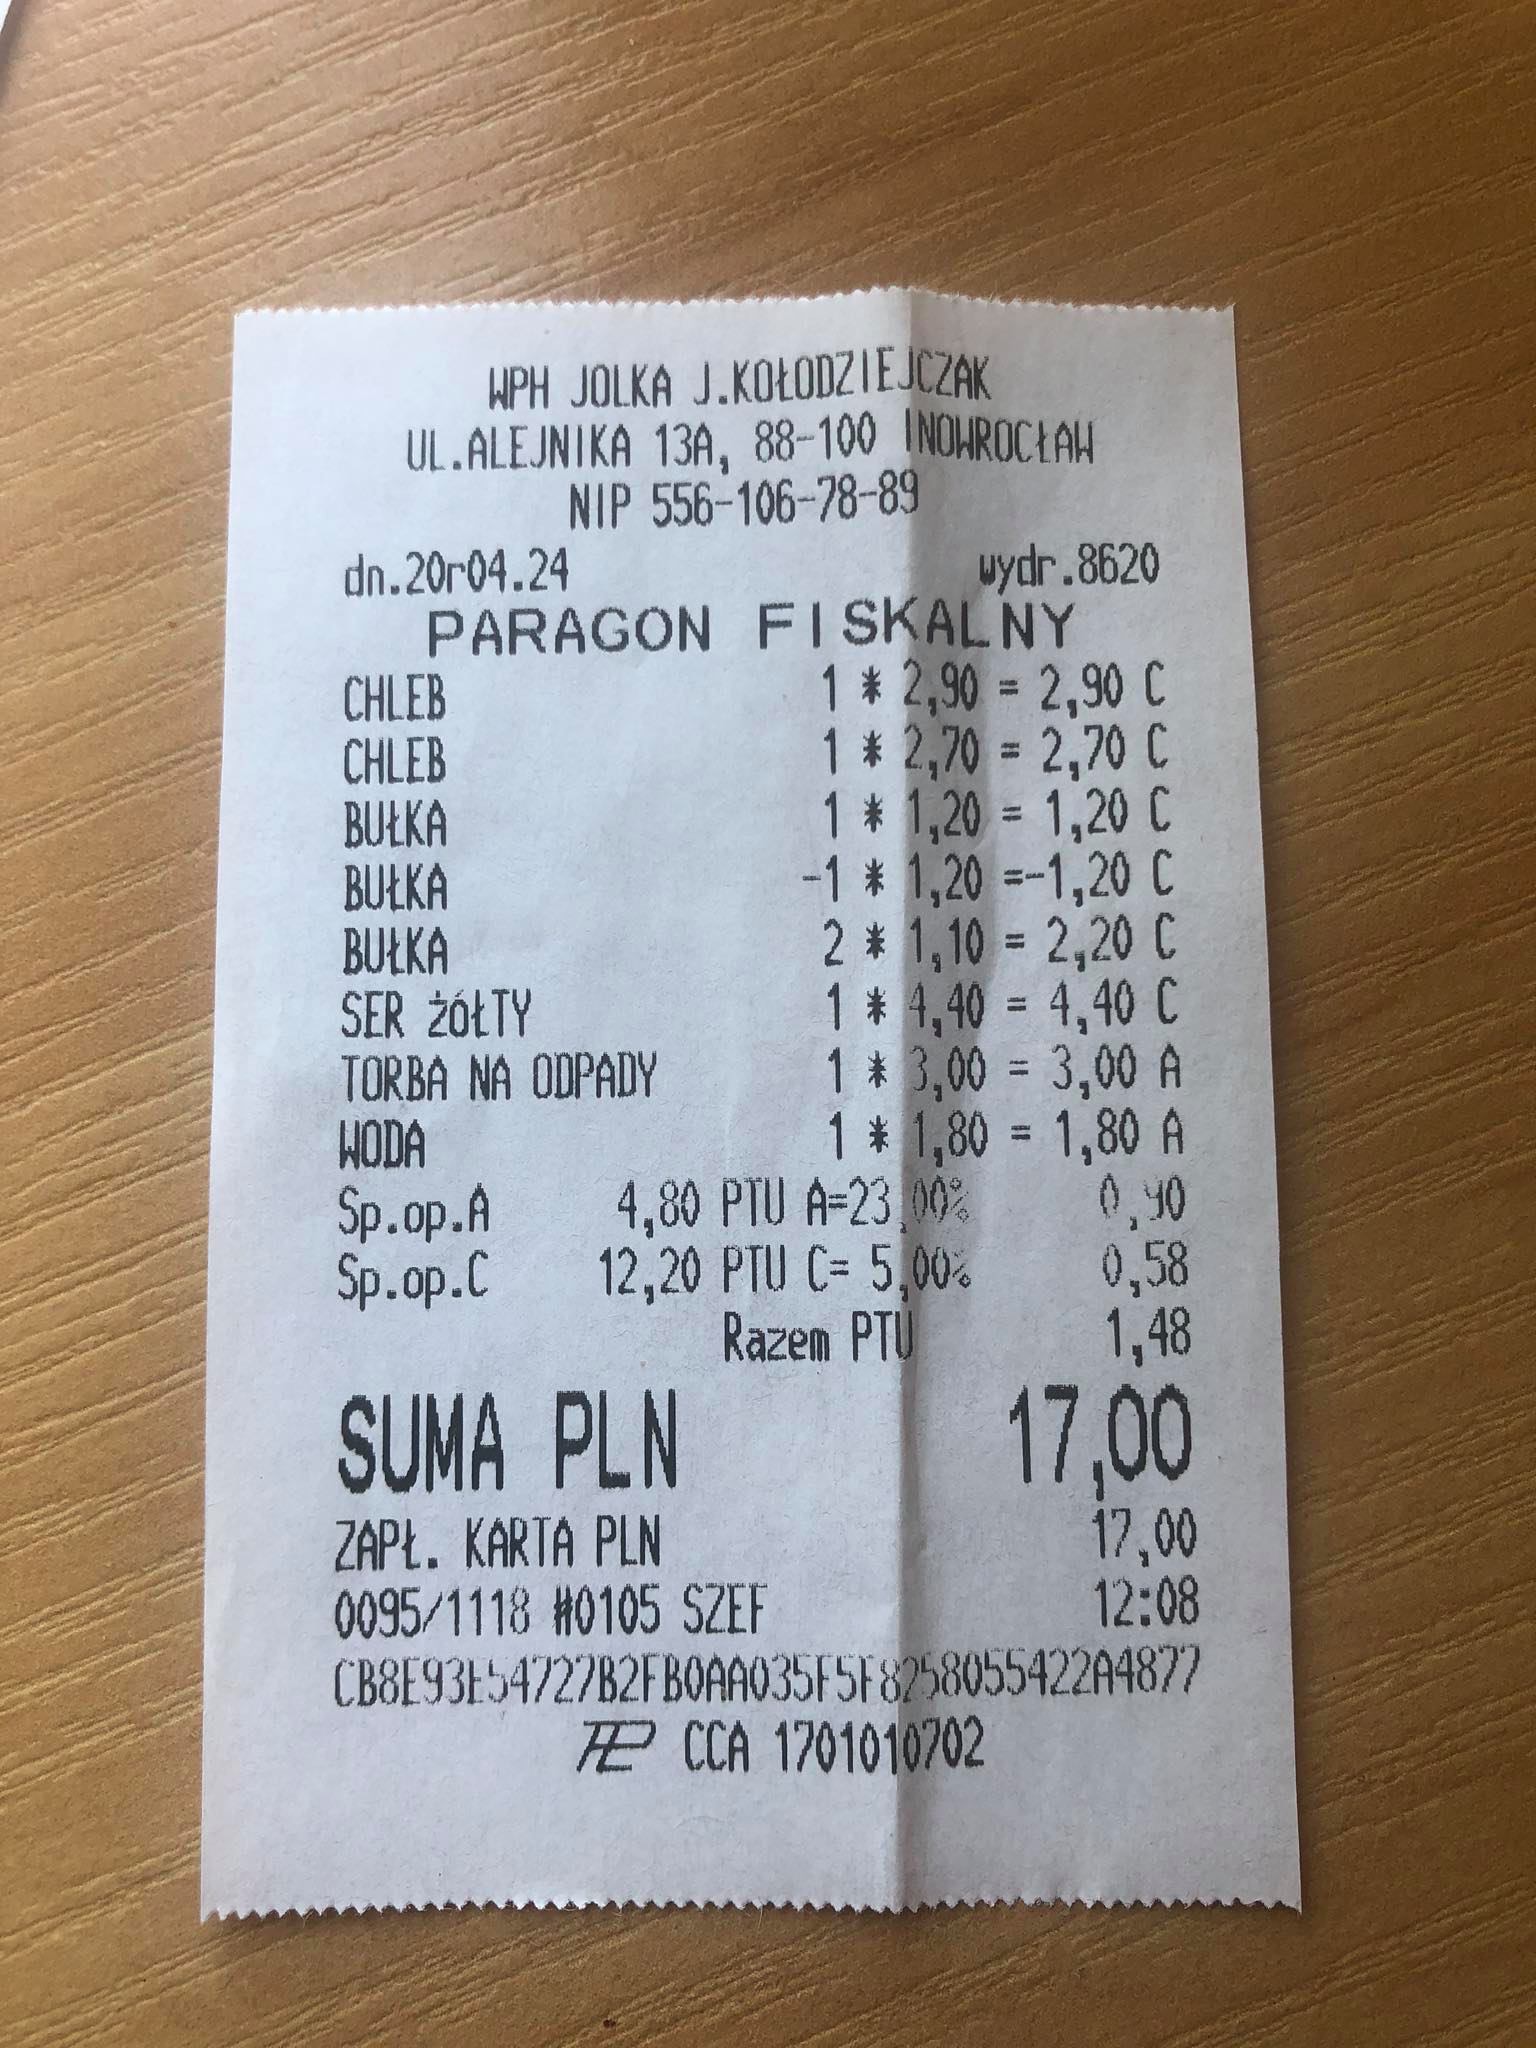 WPH JOLKA J.KOŁODZIEJCZAK
UL.ALEJNIKA 13A, 88-100 INOWROCŁAW
NIP 556-106-78-89
dn.20r04.24 wydr.8620
PARAGON FISKALNY
CHLEB 1 * 2,90 = 2,90 C
CHLEB 1 * 2,70 = 2,70 C
BUŁKA 1 * 1,20 = 1,20 C
BUŁKA -1 * 1,20 =-1,20 C
BUŁKA 2 * 1,10 = 2,20 C
SER ŻÓŁTY 1 * 4,40 = 4,40 C
TORBA NA ODPADY 1 * 3,00 = 3,00 A
WODA 1 * 1,80 = 1,80 A
Sp.op.A 4,80 PTU A=23,00% 0,90
Sp.op.C 12,20 PTU C= 5,00% 0,58
Razem PTU 1,48
SUMA PLN 17,00
ZAPŁ. KARTA PLN 17,00
0095/1118 #0105 SZEF 12:08
CB8E93E54727B2FB0AA035F5F8258055422A4877
CCA 1701010702